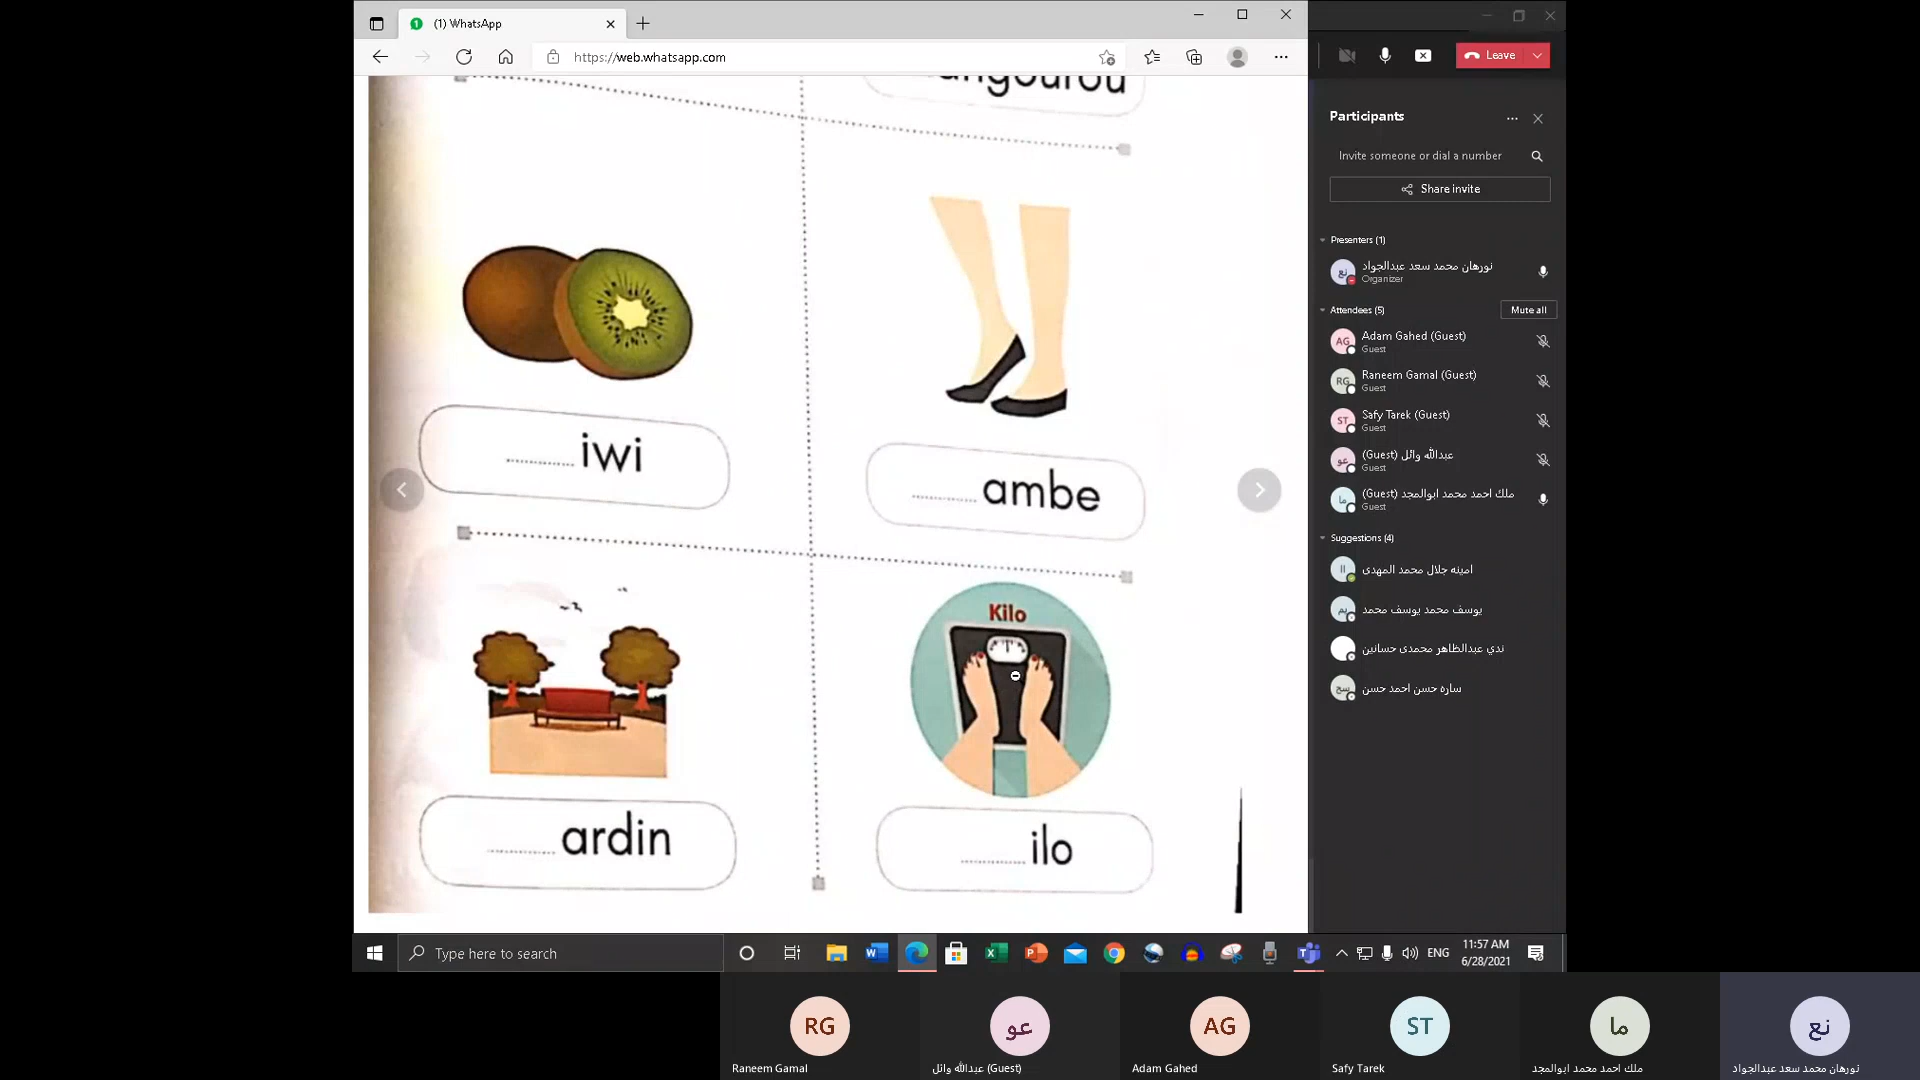 (1) WhatsApp
https://web.whatsapp.com
angourou
iwi
ambe
Kilo
ardin
ilo
Leave
Participants
Invite someone or dial a number
Share invite
Presenters (1)
نورهان محمد سعد عبدالجواد
Organizer
Attendees (5)
Mute all
AG
Adam Gahed (Guest)
Guest
RG
Raneem Gamal (Guest)
Guest
ST
Safy Tarek (Guest)
Guest
عو
عبدالله وائل (Guest)
Guest
ما
ملك احمد محمد ابوالمجد (Guest)
Guest
Suggestions (4)
امينه جلال محمد المهدى
يوسف محمد يوسف محمد
ندي عبدالظاهر محمدى حسانين
ساره حسن احمد حسن
Type here to search
ENG
11:57 AM
6/28/2021
RG
Raneem Gamal
عو
عبدالله وائل (Guest)
AG
Adam Gahed
ST
Safy Tarek
ما
ملك احمد محمد ابوالمجد
نع
نورهان محمد سعد عبدالجواد